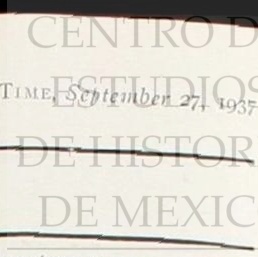 CENTRO D
ESTUDIOS
TIME, September 27, 1937
DE HISTOR
DE MEXIC